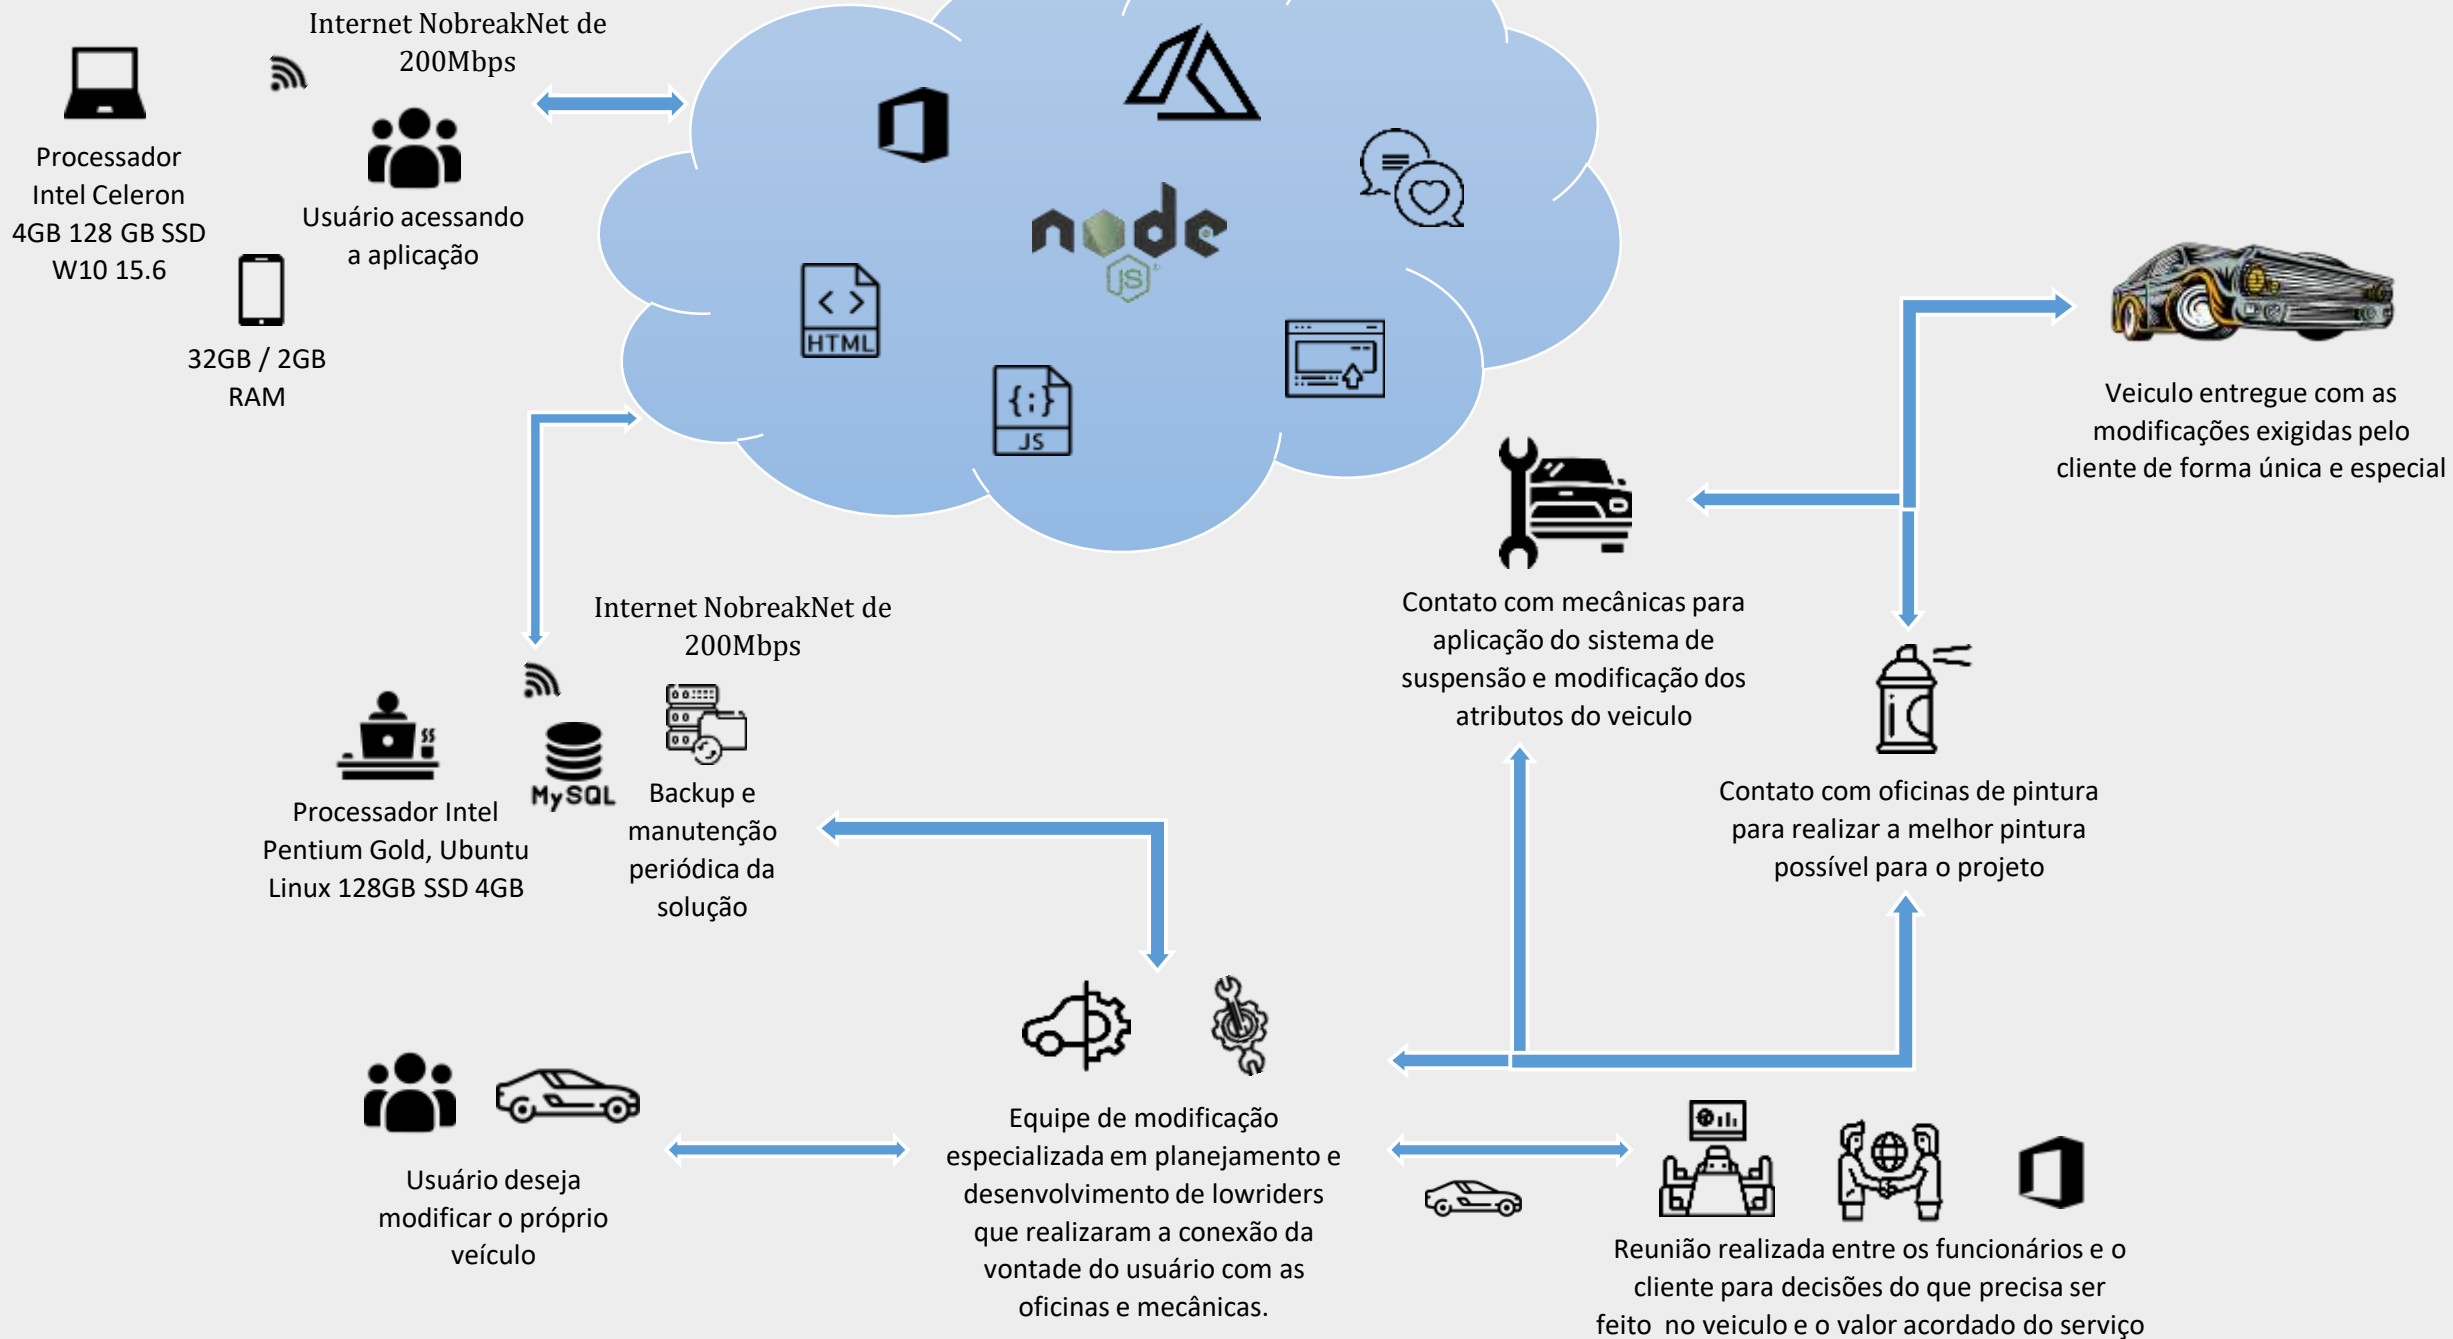 Internet NobreakNet de
200Mbps
Processador
Intel Celeron
4GB 128 GB SSD
W10 15.6
Usuário acessando
a aplicação
32GB / 2GB
RAM
node
JS
HTML
{;}
JS
Veiculo entregue com as
modificações exigidas pelo
cliente de forma única e especial
Internet NobreakNet de
200Mbps
Contato com mecânicas para
aplicação do sistema de
suspensão e modificação dos
atributos do veiculo
MySQL
Processador Intel
Pentium Gold, Ubuntu
Linux 128GB SSD 4GB
Backup e
manutenção
periódica da
solução
Contato com oficinas de pintura
para realizar a melhor pintura
possível para o projeto
Usuário deseja
modificar o próprio
veículo
Equipe de modificação
especializada em planejamento e
desenvolvimento de lowriders
que realizaram a conexão da
vontade do usuário com as
oficinas e mecânicas.
Reunião realizada entre os funcionários e o
cliente para decisões do que precisa ser
feito  no veiculo e o valor acordado do serviço